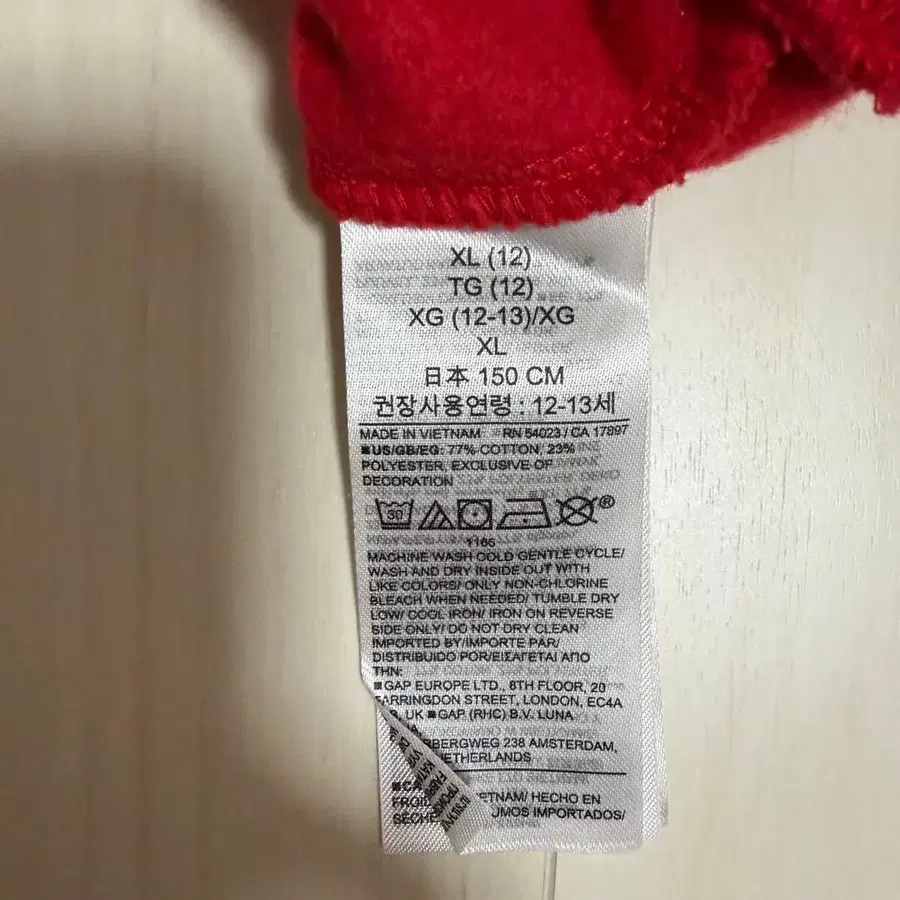 XL (12)
TG (12)
XG (12-13)/XG
XL
日本 150 CM
권장사용연령 : 12-13세
MADE IN VIETNAM RN 54023 / CA 17897
■US/GB/EG: 77% COTTON, 23%
POLYESTER, EXCLUSIVE OF
DECORATION
30
®
1166
MACHINE WASH COLD GENTLE CYCLE/
WASH AND DRY INSIDE OUT WITH
LIKE COLORS/ ONLY NON-CHLORINE
BLEACH WHEN NEEDED/ TUMBLE DRY
LOW/ COOL IRON/ IRON ON REVERSE
SIDE ONLY/ DO NOT DRY CLEAN
IMPORTED BY/IMPORTE PAR/
DISTRIBUIDO POR/ΕΙΣΑΓΕΤΑΙ ΑΠΟ
ΤΗΝ:
■GAP EUROPE LTD., 8TH FLOOR, 20
FARRINGDON STREET, LONDON, EC4A
UK ■GAP (RHC) B.V. LUNA
238 AMSTERDAM,
NETHERLANDS
HECHO EN
IMPORTADOS/